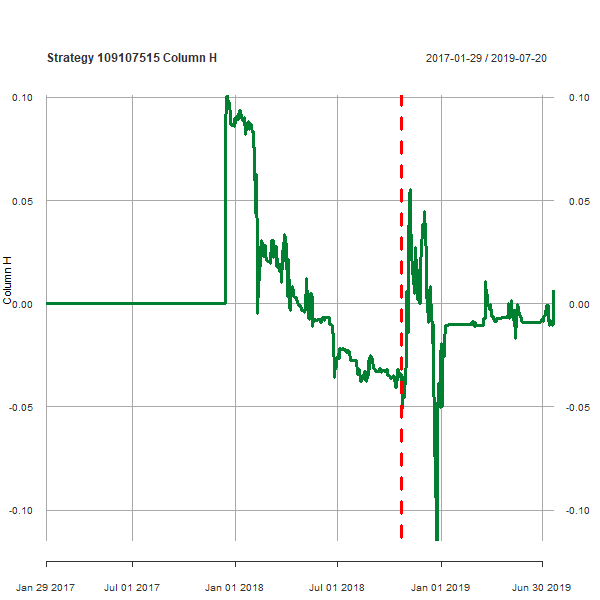 Strategy 109107515 Column H
2017-01-29 / 2019-07-20
0.10
0.10
0.05
0.05
Column H
0.00
0.00
-0.05
-0.05
-0.10
-0.10
Jan 29 2017
Jul 01 2017
Jan 01 2018
Jul 01 2018
Jan 01 2019
Jun 30 2019